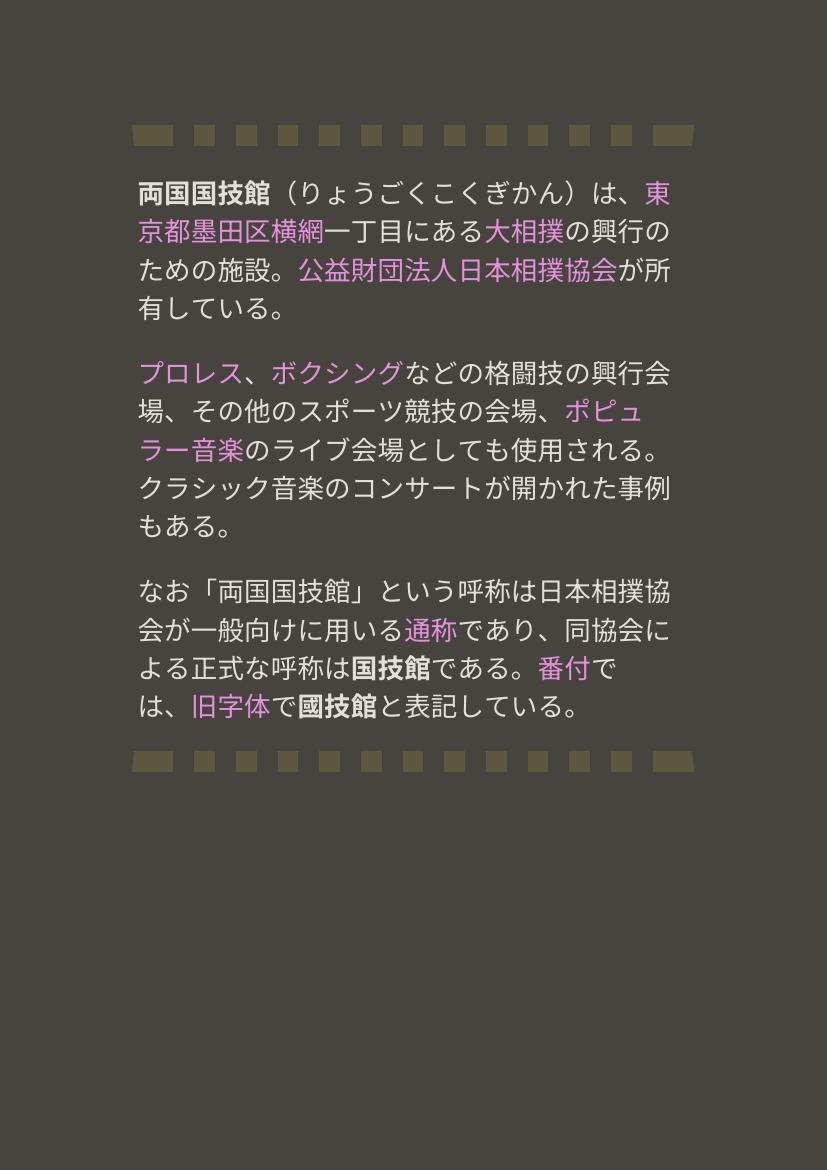 両国国技館（りょうごくこくぎかん）は、東
京都墨田区横網一丁目にある大相撲の興行の
ための施設。公益財団法人日本相撲協会が所
有している。
プロレス、ボクシングなどの格闘技の興行会
場、その他のスポーツ競技の会場、ポピュ
ラー音楽のライブ会場としても使用される。
クラシック音楽のコンサートが開かれた事例
もある。
なお「両国国技館」という呼称は日本相撲協
会が一般向けに用いる通称であり、同協会に
よる正式な呼称は国技館である。番付で
は、旧字体で國技館と表記している。